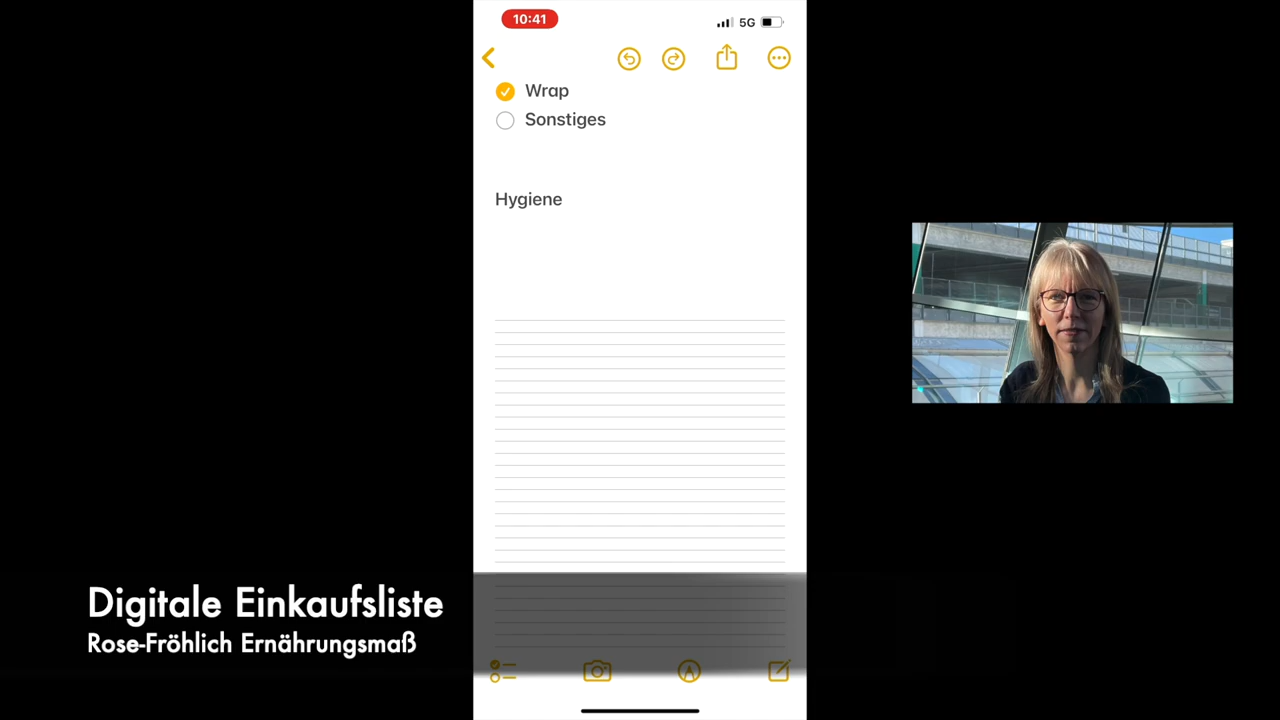 10:41
5G
Wrap
Sonstiges
Hygiene
Digitale Einkaufsliste
Rose-Fröhlich Ernährungsmaß